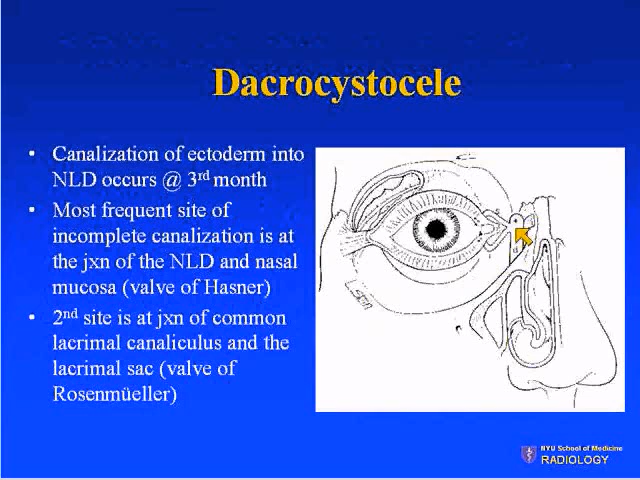 Dacrocystocele
• Canalization of ectoderm into
NLD occurs @ 3rd month
• Most frequent site of
incomplete canalization is at
the jxn of the NLD and nasal
mucosa (valve of Hasner)
• 2nd site is at jxn of common
lacrimal canaliculus and the
lacrimal sac (valve of
Rosenmüeller)
NYU School of Medicine
RADIOLOGY